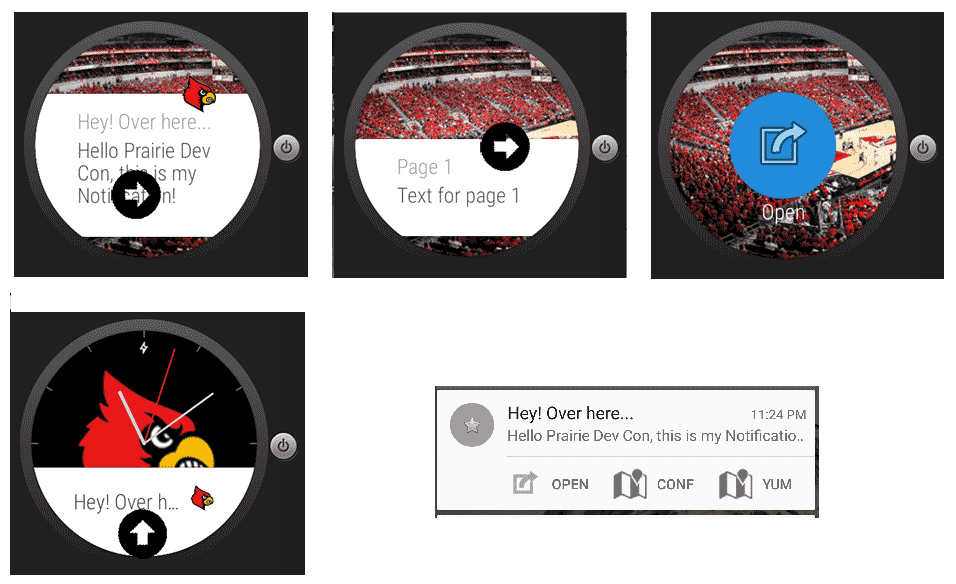 Hey! Over here...
Hello Prairie Dev
Con, this is my
Notification!
Page 1
Text for page 1
Open
Hey! Over h...
Hey! Over here...
11:24 PM
Hello Prairie Dev Con, this is my Notificatio..
OPEN
CONF
YUM